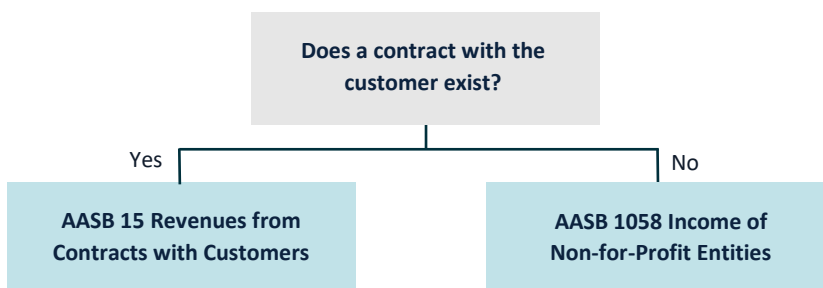 Does a contract with the
customer exist?
Yes
No
AASB 15 Revenues from
Contracts with Customers
AASB 1058 Income of
Non-for-Profit Entities